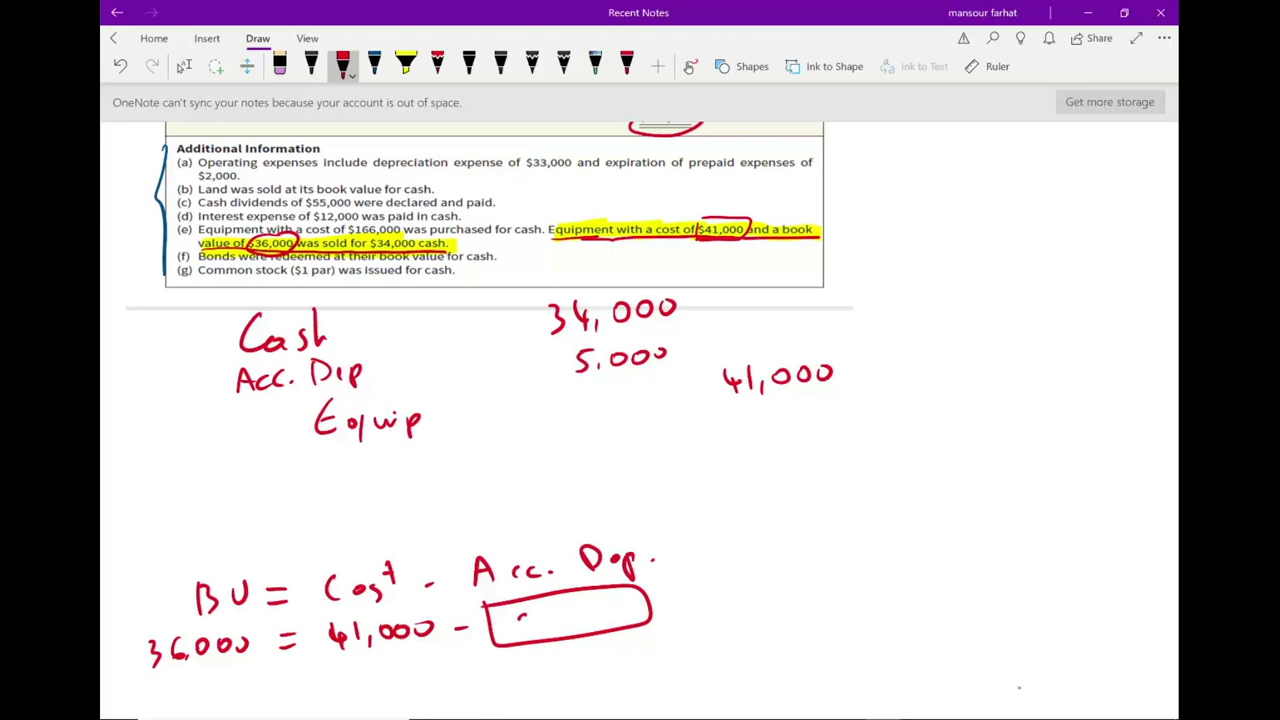 Recent Notes
mansour farhat
Home Insert Draw View
Share
Shapes Ink to Shape Ink to Text Ruler
OneNote can't sync your notes because your account is out of space.
Get more storage
Additional Information
(a) Operating expenses include depreciation expense of $33,000 and expiration of prepaid expenses of
$2,000.
(b) Land was sold at its book value for cash.
(c) Cash dividends of $55,000 were declared and paid.
(d) Interest expense of $12,000 was paid in cash.
(e) Equipment with a cost of $166,000 was purchased for cash. Equipment with a cost of $41,000 and a book
value of $36,000 was sold for $34,000 cash.
(f) Bonds were redeemed at their book value for cash.
(g) Common stock ($1 par) was issued for cash.
Cash 34,000
Acc. Dep 5,000
Equip 41,000
BV = Cost - Acc. Dep.
36,000 = 41,000 -